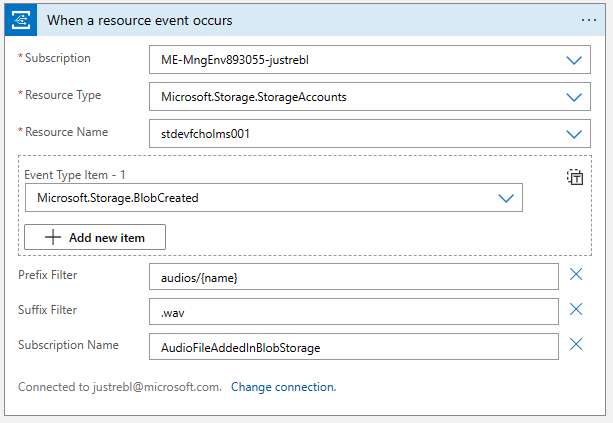 When a resource event occurs
* Subscription ME-MngEnv893055-justrebl
* Resource Type Microsoft.Storage.StorageAccounts
* Resource Name stdevfcholms001
Event Type Item - 1
Microsoft.Storage.BlobCreated
Add new item
Prefix Filter audios/{name}
Suffix Filter .wav
Subscription Name AudioFileAddedInBlobStorage
Connected to justrebl@microsoft.com. Change connection.